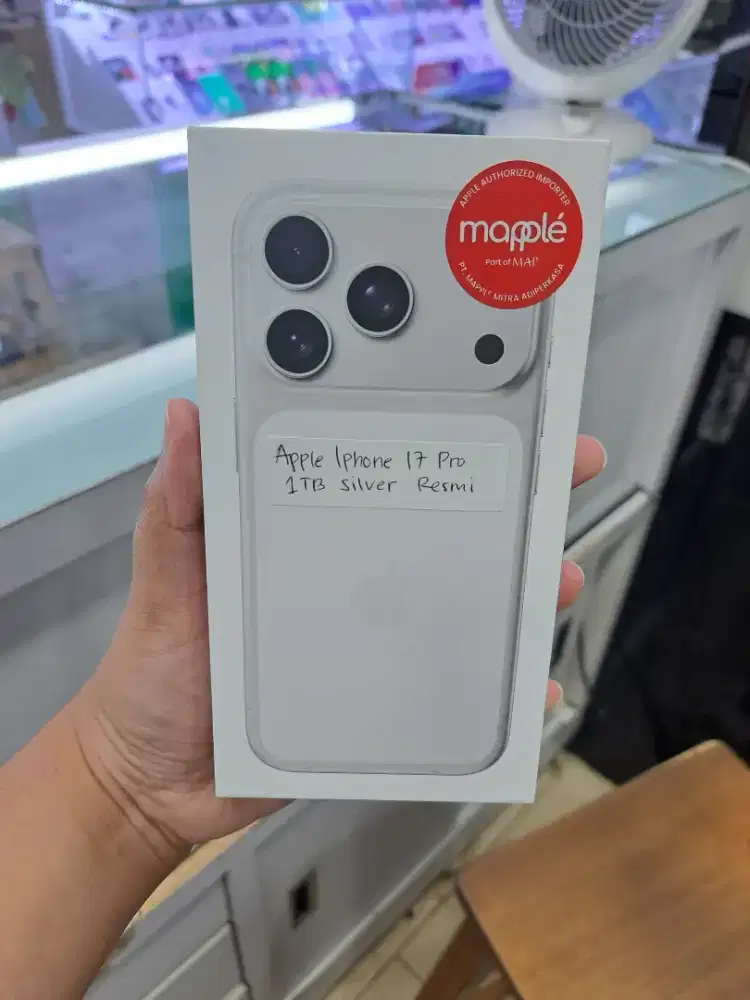 APPLE AUTHORIZED IMPORTER
mapplé
Part of MAP
PT. MAPPLE MITRA ADIPERKASA
Apple Iphone 17 Pro
1TB Silver Resmi